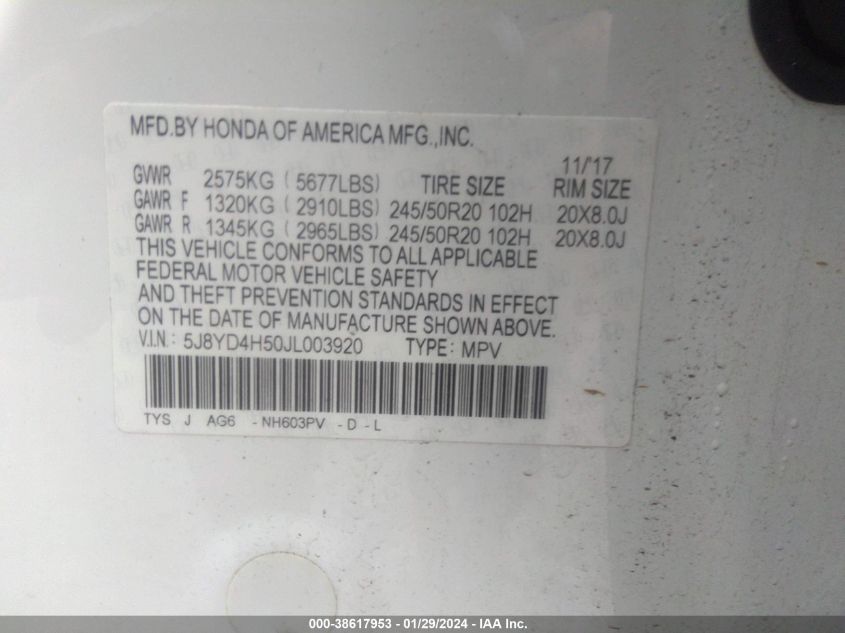 MFD.BY HONDA OF AMERICA MFG.,INC.
11/'17
GVWR 2575KG ( 5677LBS) TIRE SIZE RIM SIZE
GAWR F 1320KG ( 2910LBS) 245/50R20 102H 20X8.0J
GAWR R 1345KG ( 2965LBS) 245/50R20 102H 20X8.0J
THIS VEHICLE CONFORMS TO ALL APPLICABLE
FEDERAL MOTOR VEHICLE SAFETY
AND THEFT PREVENTION STANDARDS IN EFFECT
ON THE DATE OF MANUFACTURE SHOWN ABOVE.
V.I.N.: 5J8YD4H50JL003920 TYPE: MPV
TYS J AG6 -NH603PV -D -L
000-38617953 - 01/29/2024 - IAA Inc.